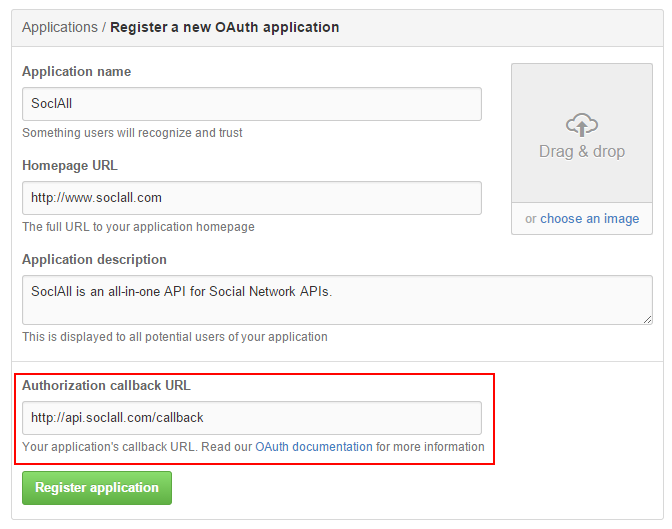 Applications / Register a new OAuth application
Application name
SoclAll
Something users will recognize and trust
Drag & drop
or choose an image
Homepage URL
http://www.soclall.com
The full URL to your application homepage
Application description
SoclAll is an all-in-one API for Social Network APIs.
This is displayed to all potential users of your application
Authorization callback URL
http://api.soclall.com/callback
Your application's callback URL. Read our OAuth documentation for more information
Register application